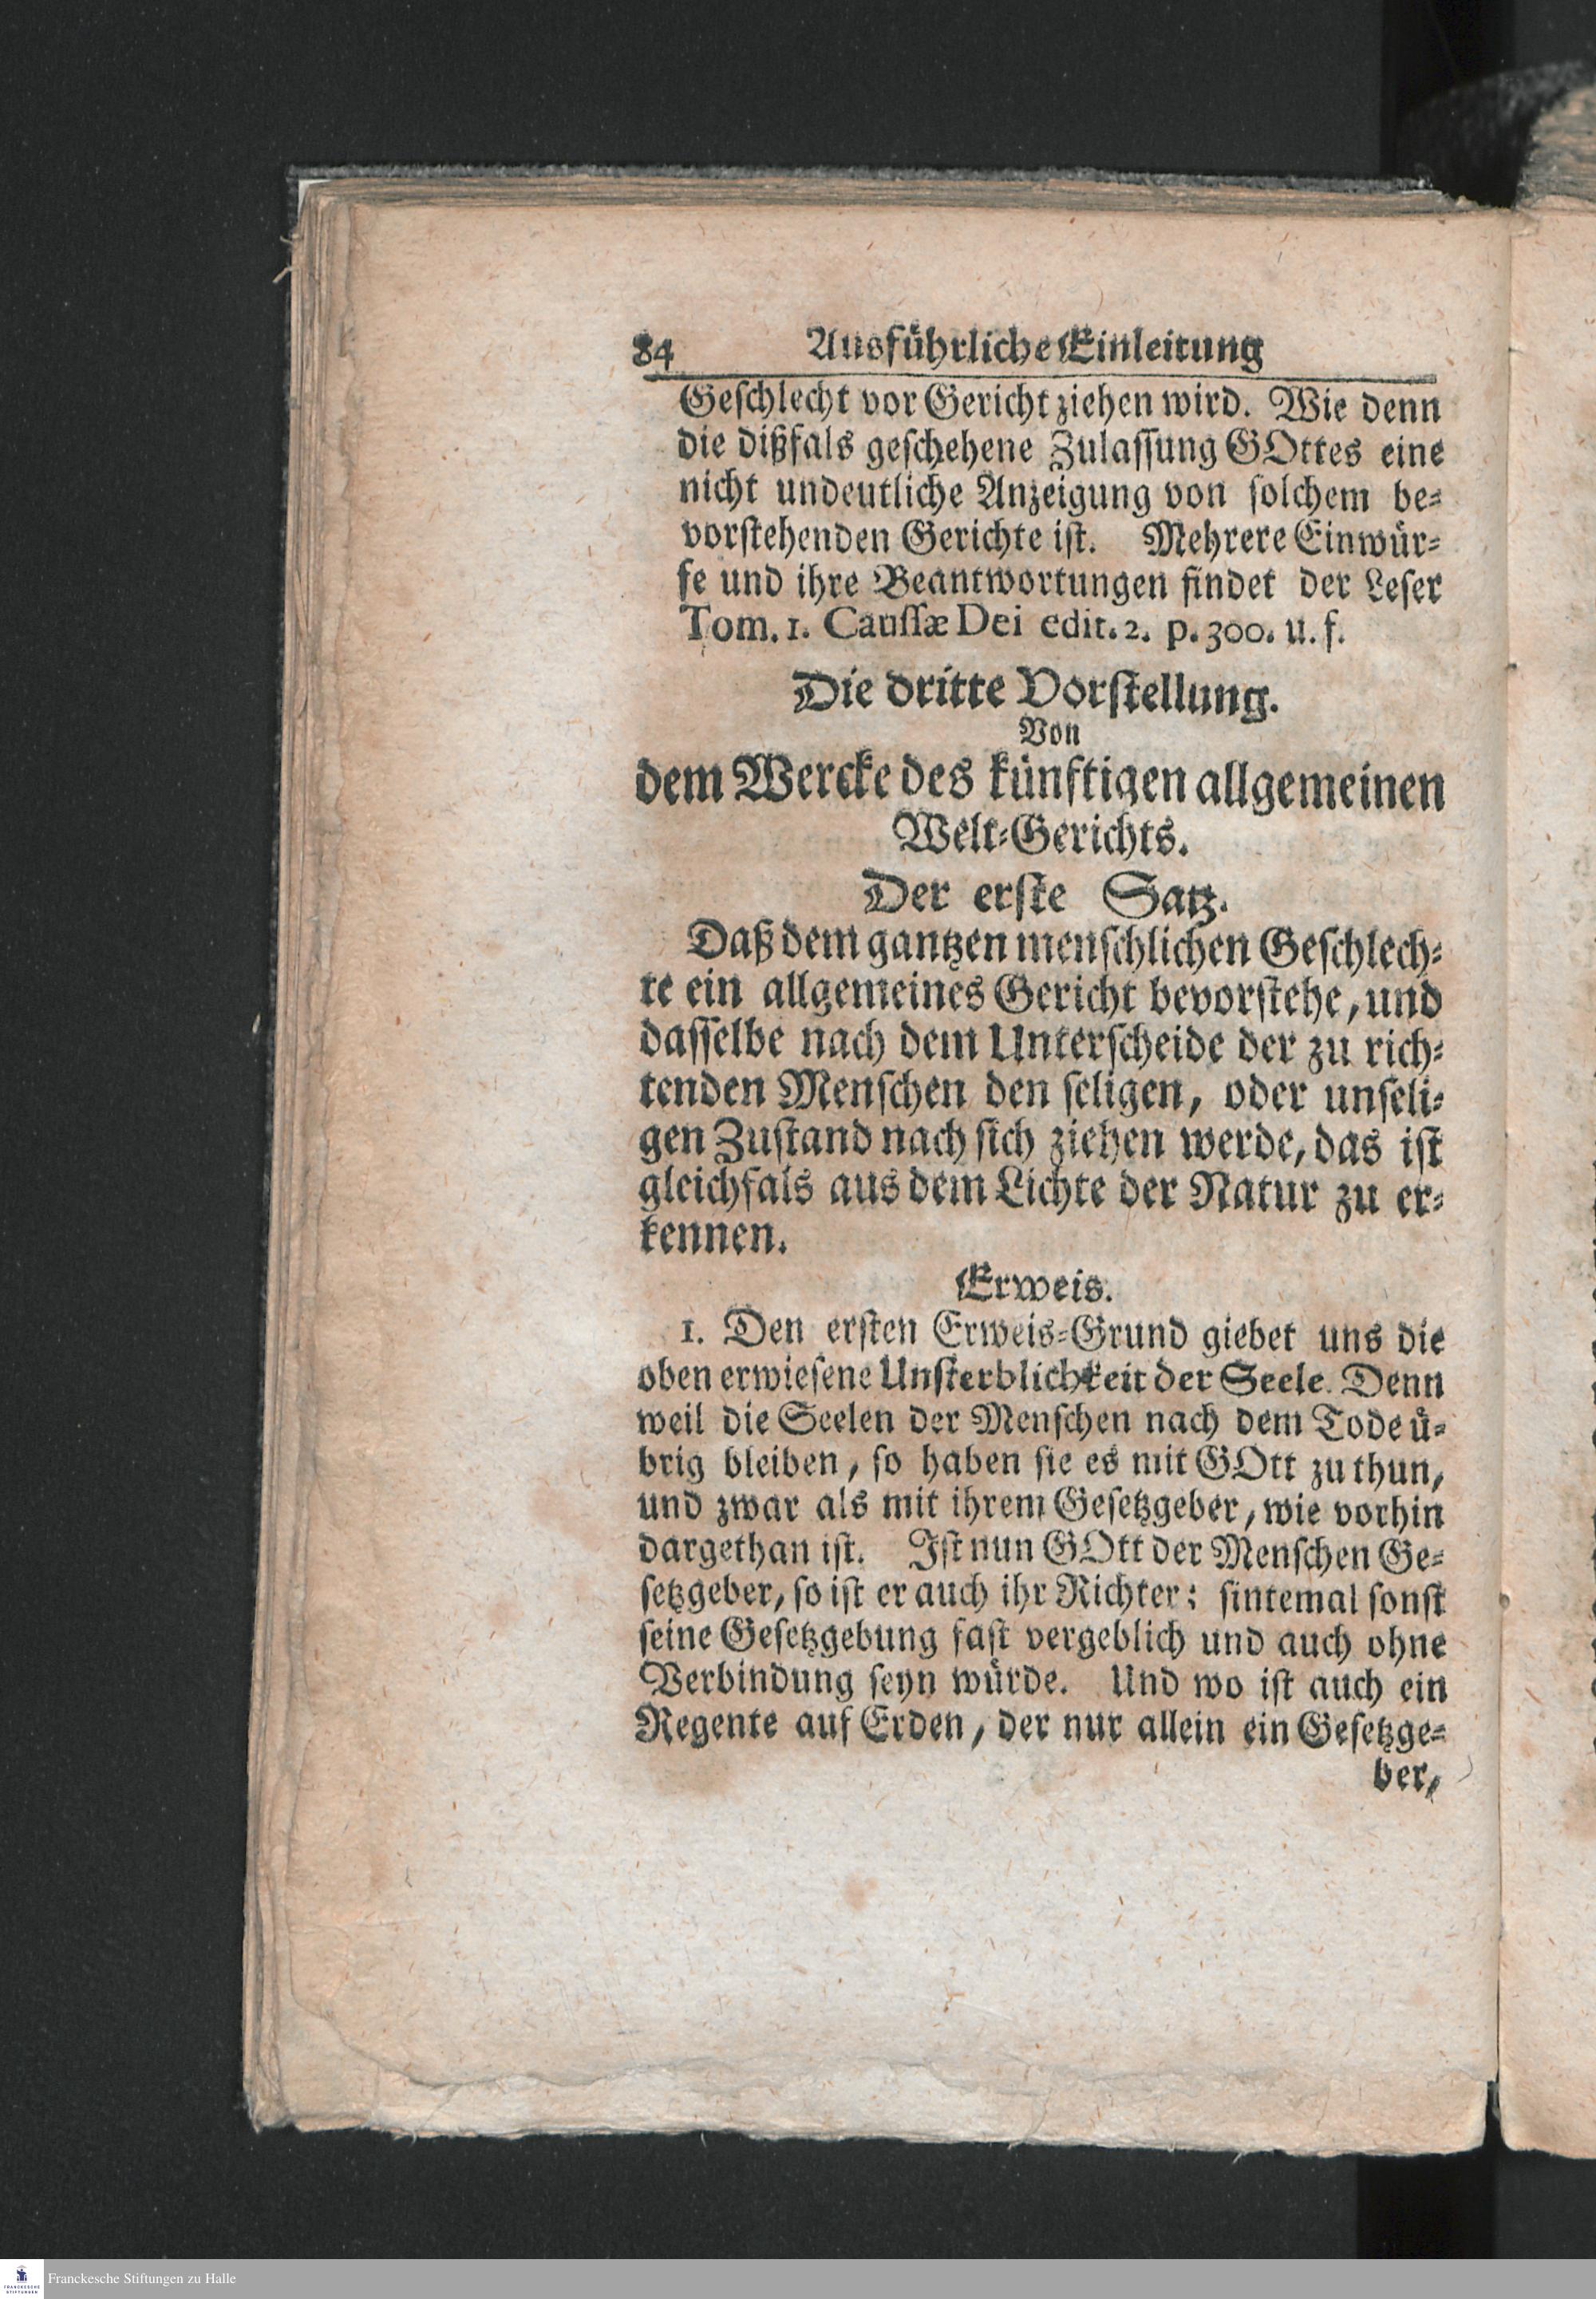 84 Ausführliche Einleitung
Geschlecht vor Gericht ziehen wird. Wie denn
die dißfals geschehene Zulassung GOttes eine
nicht undeutliche Anzeigung von solchem be-
vorstehenden Gerichte ist. Mehrere Einwür-
fe und ihre Beantwortungen findet der Leser
Tom. 1. Caussæ Dei edit. 2. p. 300. u. f.
Die dritte Vorstellung.
Von
dem Wercke des künftigen allgemeinen
Welt-Gerichts.
Der erste Satz.
Daß dem gantzen menschlichen Geschlech-
te ein allgemeines Gericht bevorstehe, und
dasselbe nach dem Unterscheide der zu rich-
tenden Menschen den seligen, oder unseli-
gen Zustand nach sich ziehen werde, das ist
gleichfals aus dem Lichte der Natur zu er-
kennen.
Erweis.
1. Den ersten Erweis-Grund giebet uns die
oben erwiesene Unsterblichkeit der Seele. Denn
weil die Seelen der Menschen nach dem Tode ü-
brig bleiben, so haben sie es mit GOtt zu thun,
und zwar als mit ihrem Gesetzgeber, wie vorhin
dargethan ist. Ist nun GOtt der Menschen Ge-
setzgeber, so ist er auch ihr Richter: sintemal sonst
seine Gesetzgebung fast vergeblich und auch ohne
Verbindung seyn würde. Und wo ist auch ein
Regente auf Erden, der nur allein ein Gesetzge-
ber,
FRANCKESCHE
STIFTUNGEN
Franckesche Stiftungen zu Halle